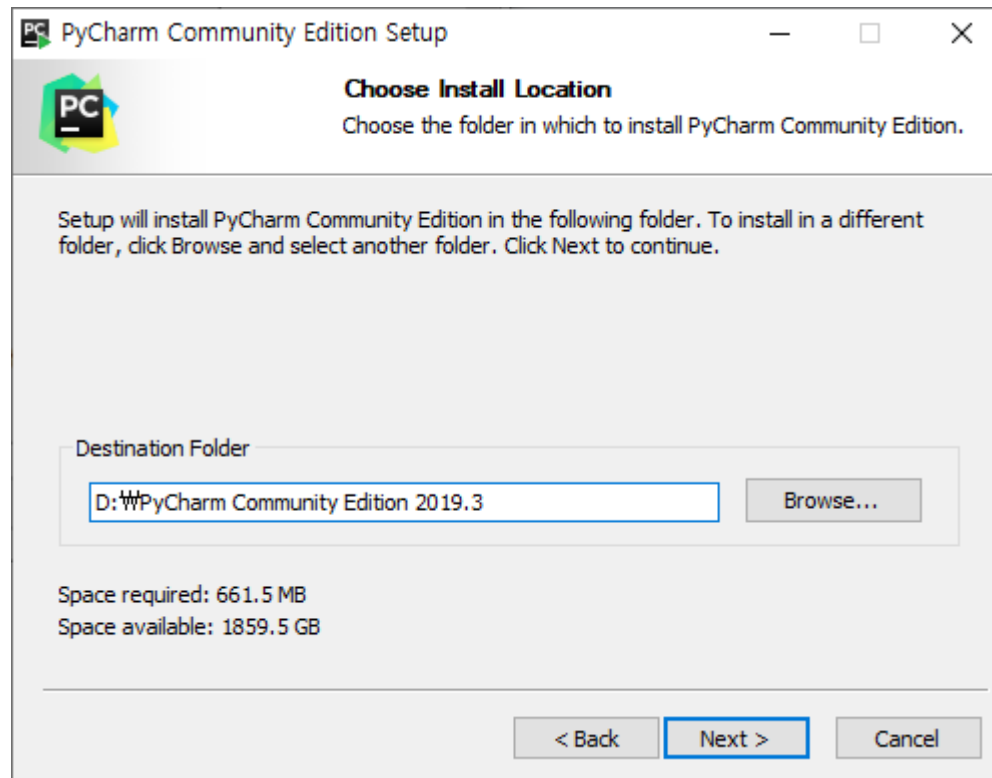 PC PyCharm Community Edition Setup
PC
Choose Install Location
Choose the folder in which to install PyCharm Community Edition.
Setup will install PyCharm Community Edition in the following folder. To install in a different
folder, click Browse and select another folder. Click Next to continue.
Destination Folder
D:₩PyCharm Community Edition 2019.3
Browse...
Space required: 661.5 MB
Space available: 1859.5 GB
< Back
Next >
Cancel